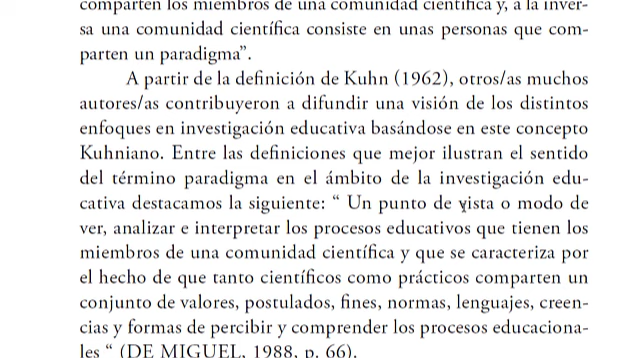 comparten los miembros de una comunidad científica y, a la inver-
sa una comunidad científica consiste en unas personas que com-
parten un paradigma”.
A partir de la definición de Kuhn (1962), otros/as muchos
autores/as contribuyeron a difundir una visión de los distintos
enfoques en investigación educativa basándose en este concepto
Kuhniano. Entre las definiciones que mejor ilustran el sentido
del término paradigma en el ámbito de la investigación edu-
cativa destacamos la siguiente: “ Un punto de vista o modo de
ver, analizar e interpretar los procesos educativos que tienen los
miembros de una comunidad científica y que se caracteriza por
el hecho de que tanto científicos como prácticos comparten un
conjunto de valores, postulados, fines, normas, lenguajes, creen-
cias y formas de percibir y comprender los procesos educaciona-
les “ (DE MIGUEL, 1988, p. 66).